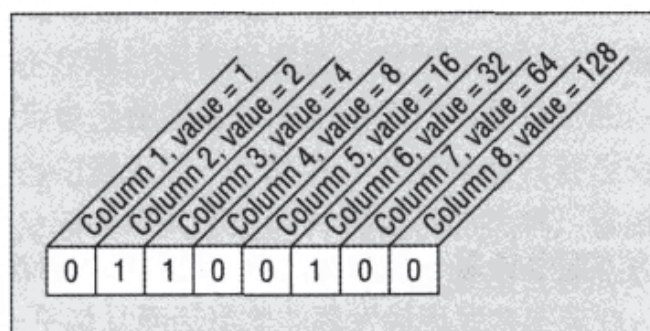 Column 1, value = 1
Column 2, value = 2
Column 3, value = 4
Column 4, value = 8
Column 5, value = 16
Column 6, value = 32
Column 7, value = 64
Column 8, value = 128
0 1 1 0 0 1 0 0